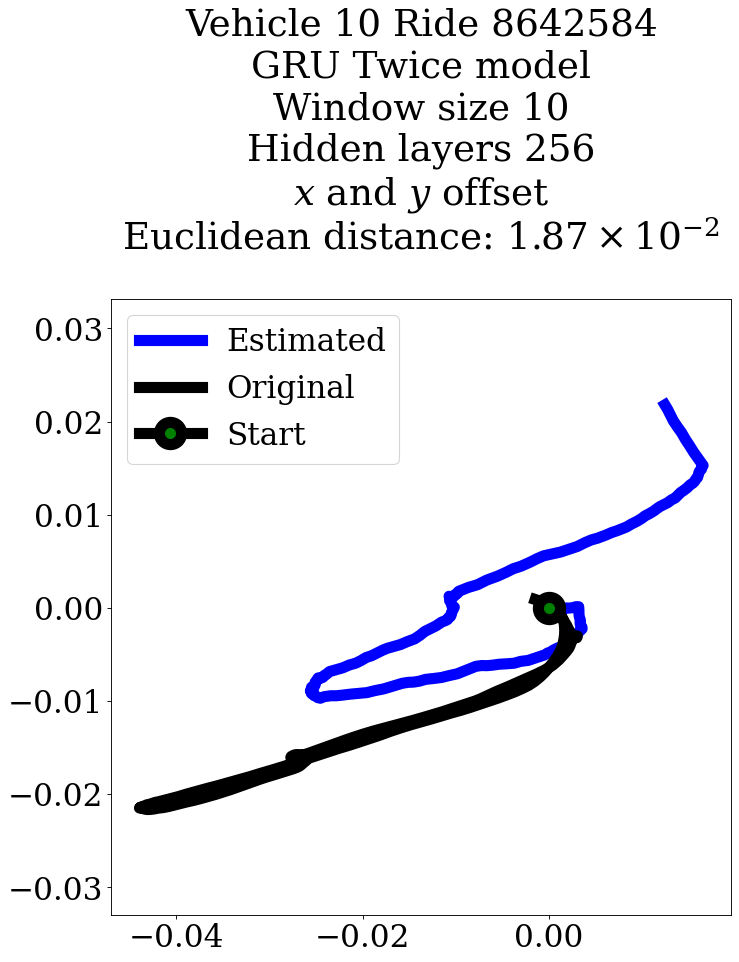 Vehicle 10 Ride 8642584
GRU Twice model
Window size 10
Hidden layers 256
x and y offset
Euclidean distance: 1.87 × 10⁻²
Estimated
Original
Start
0.03
0.02
0.01
0.00
−0.01
−0.02
−0.03
−0.04
−0.02
0.00